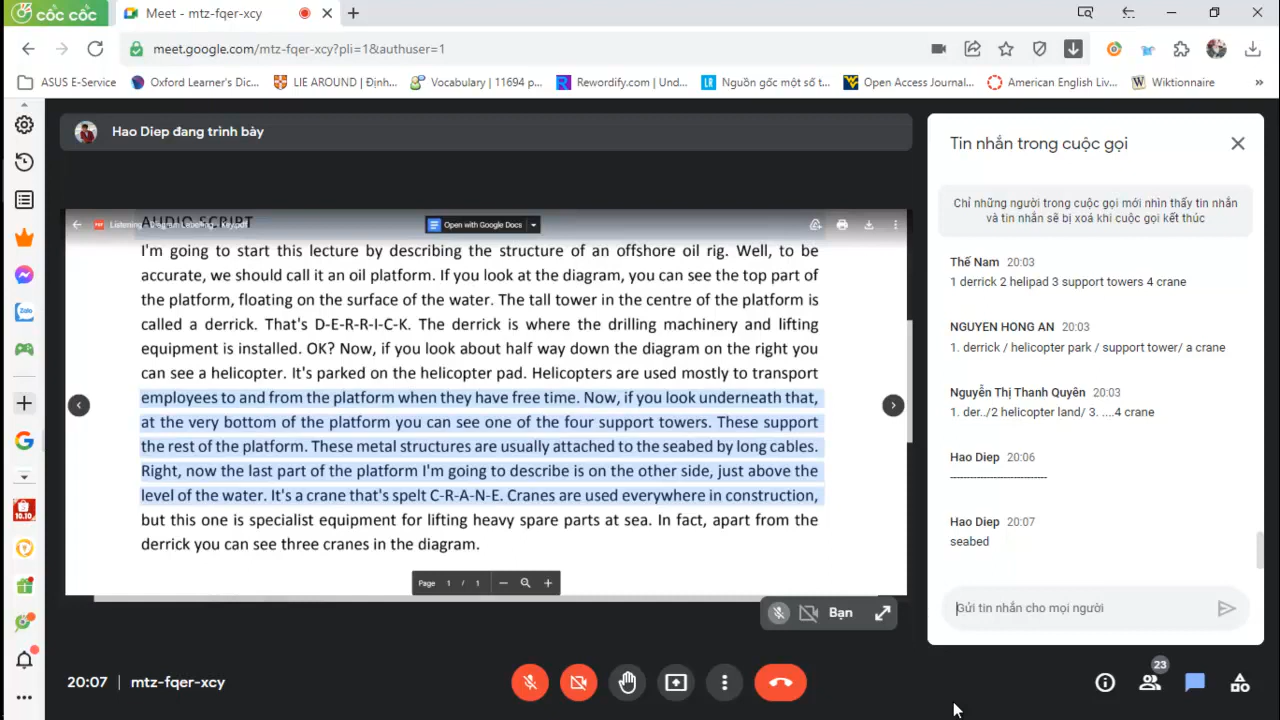 cốc cốc
Meet - mtz-fqer-xcy
meet.google.com/mtz-fqer-xcy?pli=1&authuser=1
ASUS E-Service
Oxford Learner's Dic...
LIE AROUND | Định...
Vocabulary | 11694 p...
Rewordify.com | Und...
Nguồn gốc một số t...
Open Access Journal...
American English Liv...
Wiktionnaire
Hao Diep đang trình bày
AUDIO SCRIPT
Open with Google Docs
I'm going to start this lecture by describing the structure of an offshore oil rig. Well, to be
accurate, we should call it an oil platform. If you look at the diagram, you can see the top part of
the platform, floating on the surface of the water. The tall tower in the centre of the platform is
called a derrick. That's D-E-R-R-I-C-K. The derrick is where the drilling machinery and lifting
equipment is installed. OK? Now, if you look about half way down the diagram on the right you
can see a helicopter. It's parked on the helicopter pad. Helicopters are used mostly to transport
employees to and from the platform when they have free time. Now, if you look underneath that,
at the very bottom of the platform you can see one of the four support towers. These support
the rest of the platform. These metal structures are usually attached to the seabed by long cables.
Right, now the last part of the platform I'm going to describe is on the other side, just above the
level of the water. It's a crane that's spelt C-R-A-N-E. Cranes are used everywhere in construction,
but this one is specialist equipment for lifting heavy spare parts at sea. In fact, apart from the
derrick you can see three cranes in the diagram.
Page 1 / 1
Bạn
20:07 | mtz-fqer-xcy
Tin nhắn trong cuộc gọi
Chỉ những người trong cuộc gọi mới nhìn thấy tin nhắn
và tin nhắn sẽ bị xoá khi cuộc gọi kết thúc
Thế Nam 20:03
1 derrick 2 helipad 3 support towers 4 crane
NGUYEN HONG AN 20:03
1. derrick / helicopter park / support tower/ a crane
Nguyễn Thị Thanh Quyên 20:03
1. der../2 helicopter land/ 3. ....4 crane
Hao Diep 20:06
----------------------------
Hao Diep 20:07
seabed
Gửi tin nhắn cho mọi người
23